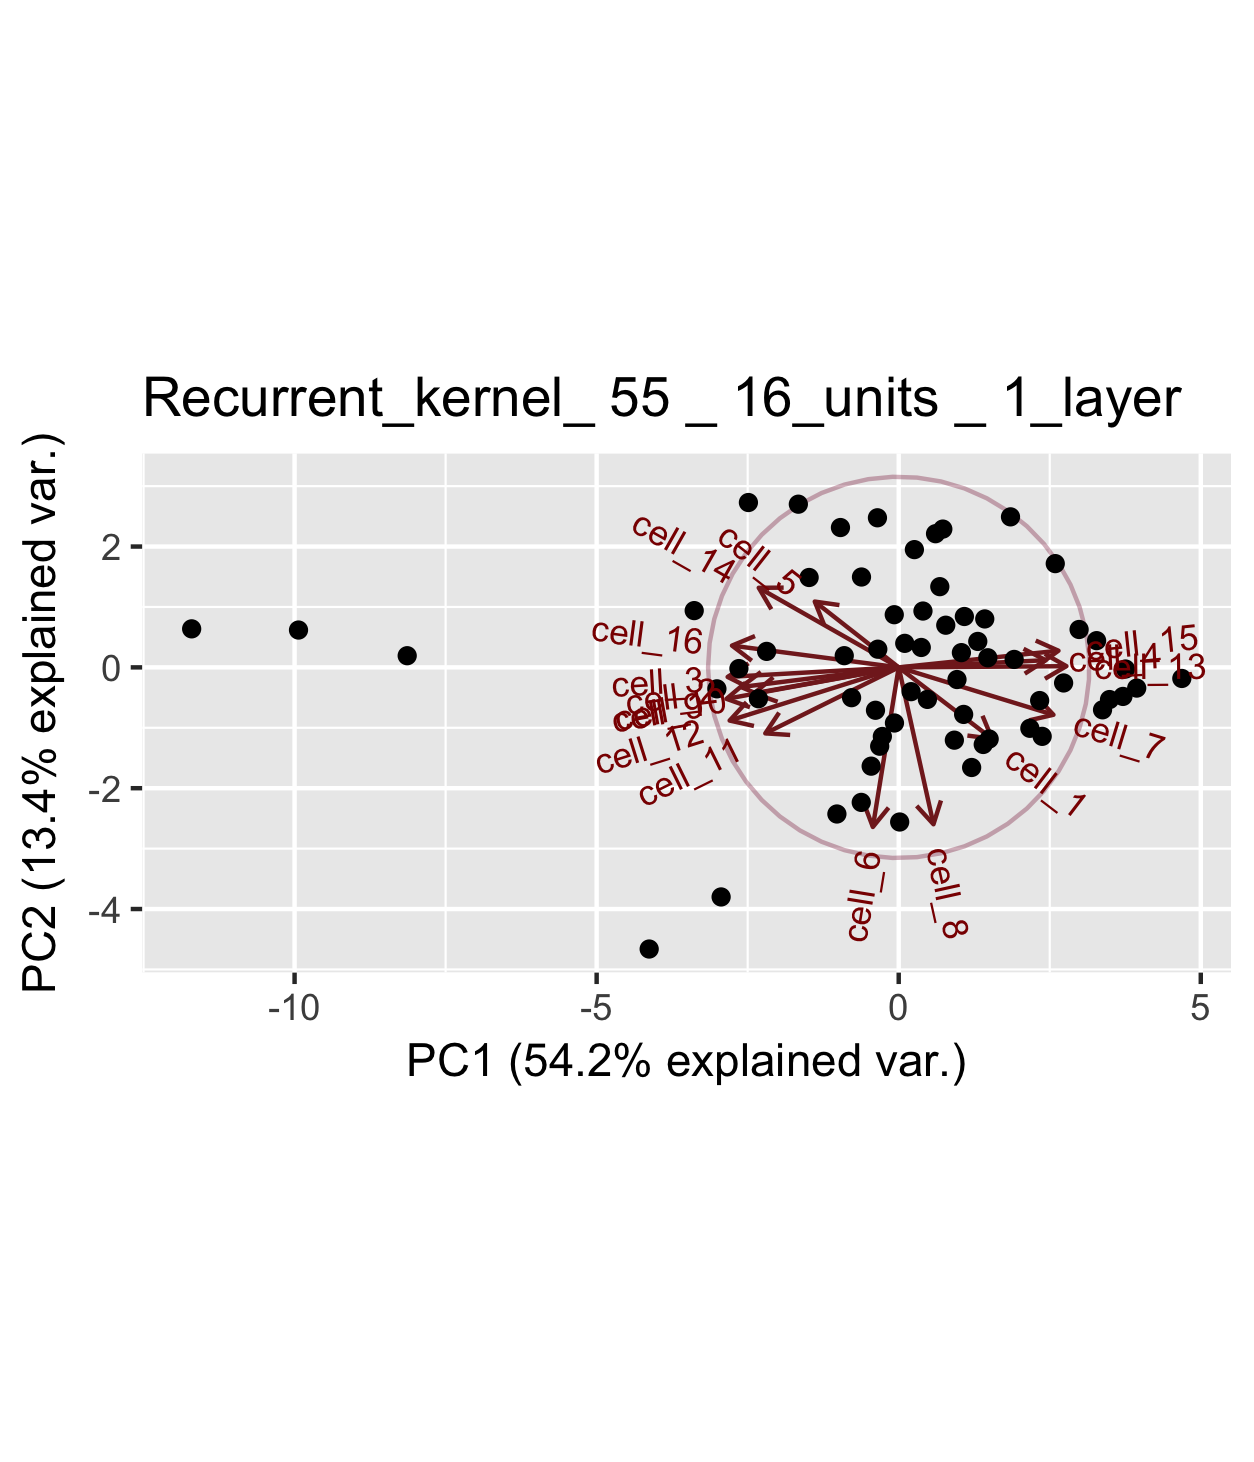 Recurrent_kernel_ 55 _ 16_units _ 1_layer
PC2 (13.4% explained var.)
2
0
-2
-4
cell_14
cell_5
cell_16
cell_3
cell_12
cell_11
cell_15
cell_4
cell_13
cell_7
cell_1
cell_6
cell_8
-10
-5
0
5
PC1 (54.2% explained var.)